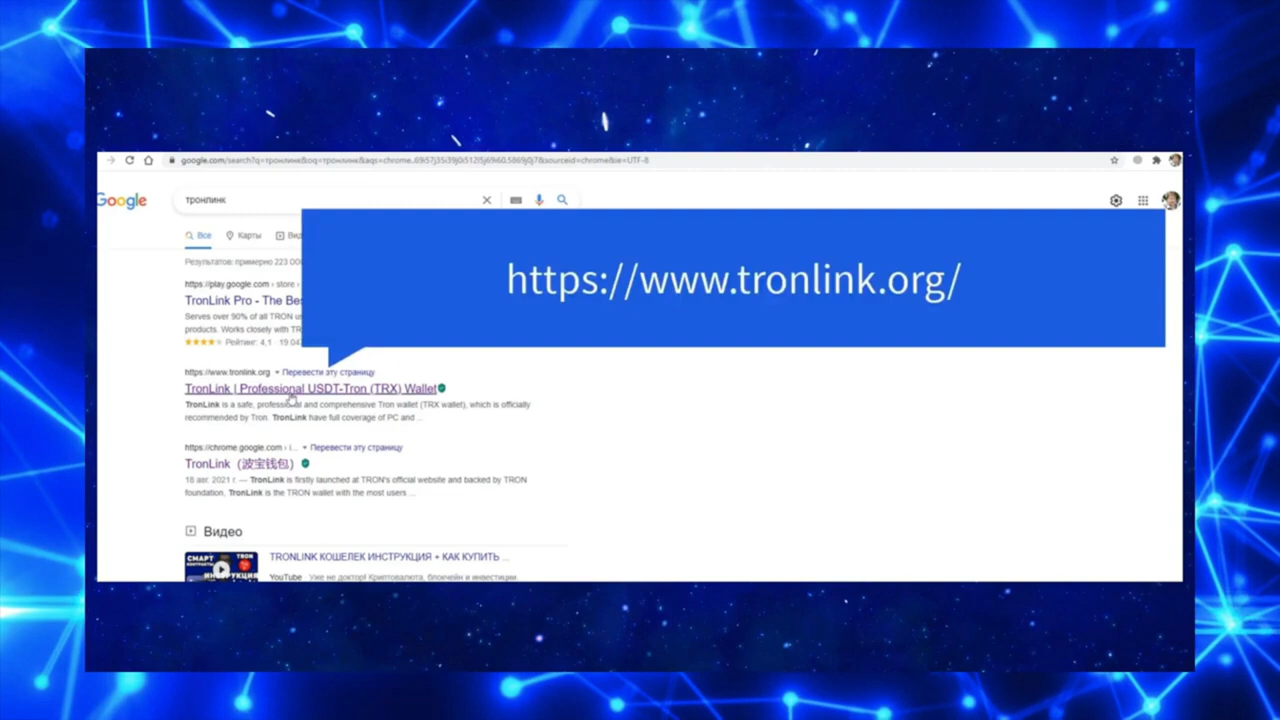 google.com/search?q=тронлинк&oq=тронлинк&aqs=chrome..69i57j35i39j0i512l5j69i60.5869j0j7&sourceid=chrome&ie=UTF-8
Google
тронлинк
Все Карты
Результатов: примерно 223 00
https://www.tronlink.org/
https://play.google.com › store ›
TronLink Pro - The Bes
Serves over 90% of all TRON
products. Works closely with TR
Рейтинг: 4,1 · 19 04
https://www.tronlink.org Перевести эту страницу
TronLink | Professional USDT-Tron (TRX) Wallet
TronLink is a safe, professional and comprehensive Tron wallet (TRX wallet), which is officially
recommended by Tron. TronLink have full coverage of PC and ...
https://chrome.google.com › i... Перевести эту страницу
TronLink（波宝钱包）
18 авг. 2021 г. — TronLink is firstly launched at TRON's official website and backed by TRON
foundation, TronLink is the TRON wallet with the most users ...
Видео
СМАРТ TRON
TRONLINK КОШЕЛЕК ИНСТРУКЦИЯ + КАК КУПИТЬ ...
YouTube · Уже не доктор! Криптовалюта, блокчейн и инвестиции